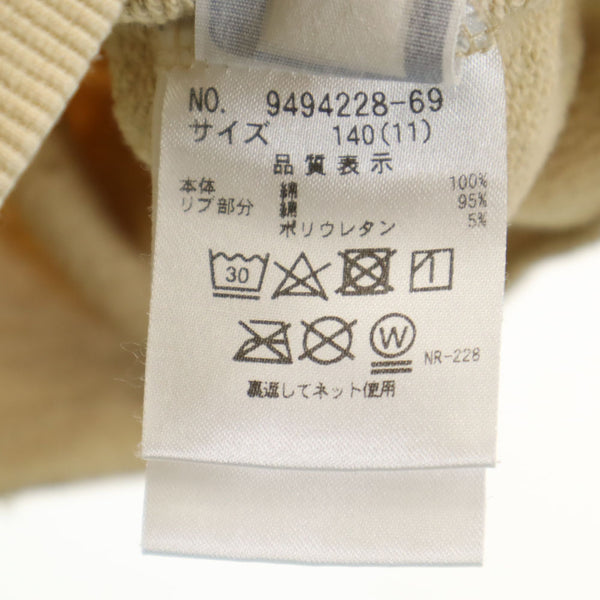 NO. 9494228-69
サイズ 140(11)
品質表示
本体 綿 100%
リブ部分 綿 95%
ポリウレタン 5%
30
W
NR-228
裏返してネット使用